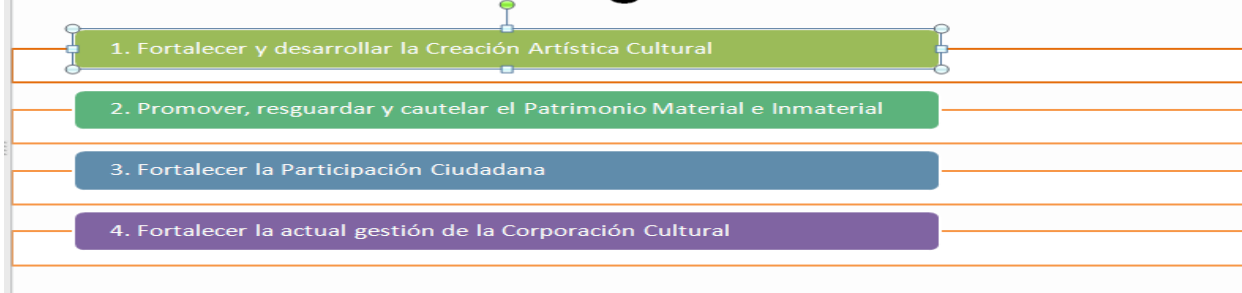 1. Fortalecer y desarrollar la Creación Artística Cultural
2. Promover, resguardar y cautelar el Patrimonio Material e Inmaterial
3. Fortalecer la Participación Ciudadana
4. Fortalecer la actual gestión de la Corporación Cultural